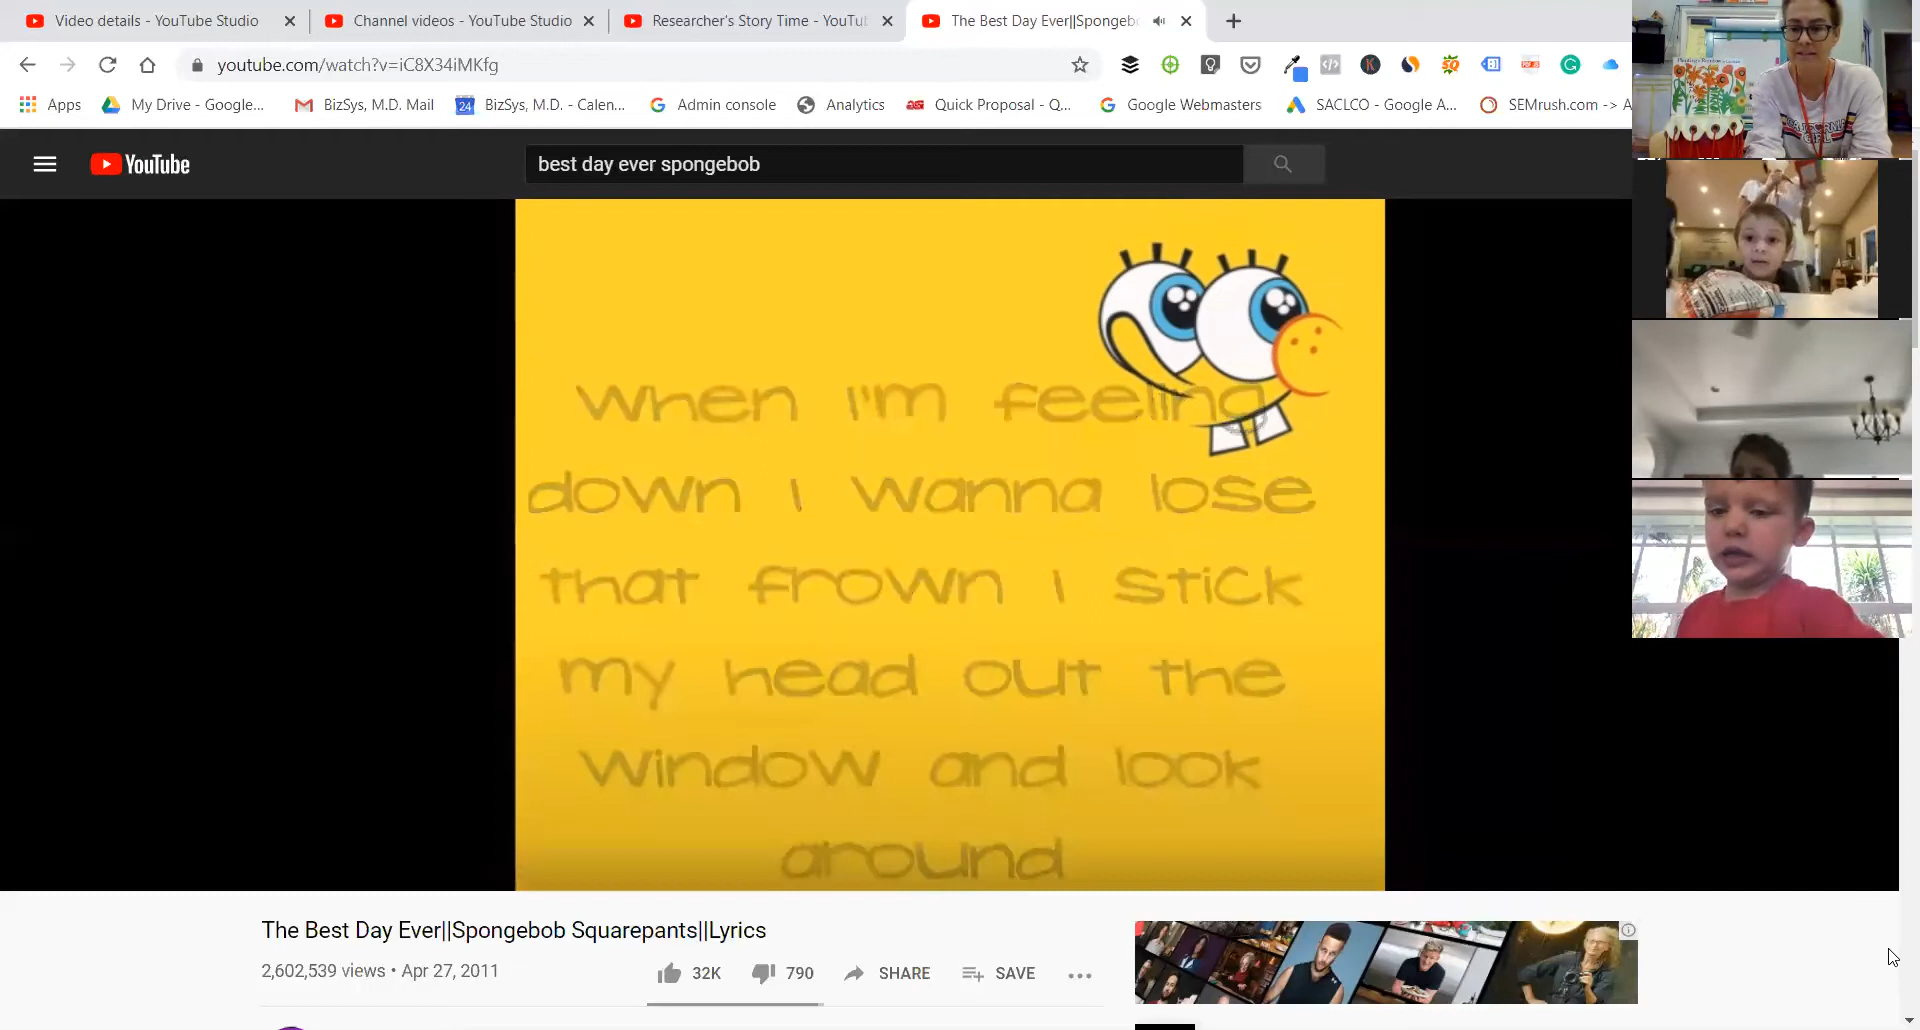 Video details - YouTube Studio
Channel videos - YouTube Studio
Researcher's Story Time - YouTu
The Best Day Ever||Spongeb
youtube.com/watch?v=iC8X34iMKfg
Apps
My Drive - Google...
BizSys, M.D. Mail
24
BizSys, M.D. - Calen...
Admin console
Analytics
Quick Proposal - Q...
Google Webmasters
SACLCO - Google A...
SEMrush.com -> A
YouTube
best day ever spongebob
When I'm feeling
down I wanna lose
that frown I stick
my head out the
window and look
around
The Best Day Ever||Spongebob Squarepants||Lyrics
2,602,539 views • Apr 27, 2011
32K
790
SHARE
SAVE